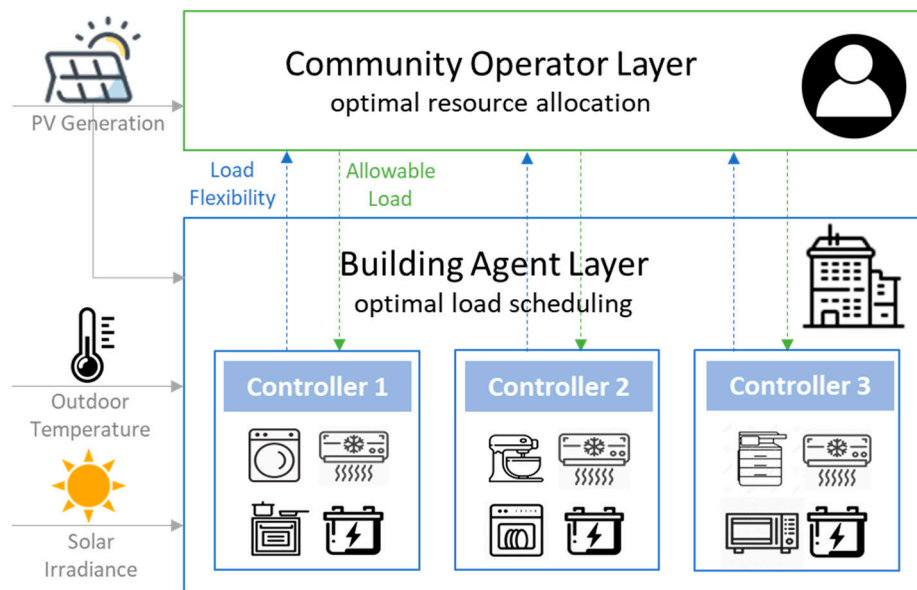 Community Operator Layer
optimal resource allocation
PV Generation
Load
Flexibility
Allowable
Load
Building Agent Layer
optimal load scheduling
Outdoor
Temperature
Solar
Irradiance
Controller 1
Controller 2
Controller 3